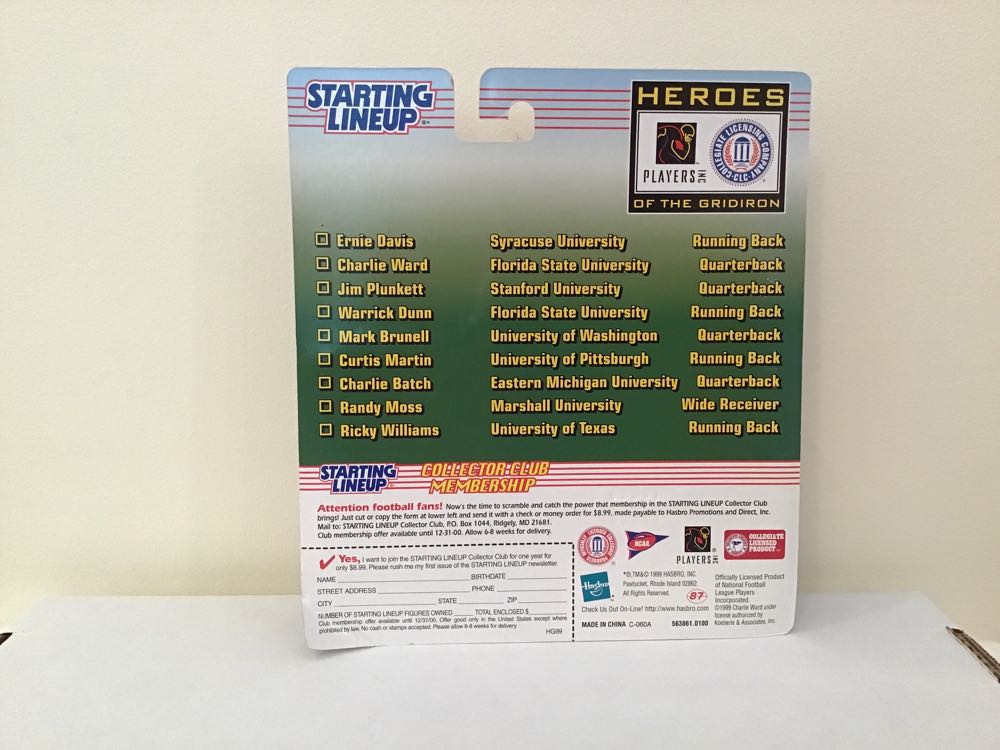 STARTING
LINEUP
HEROES
PLAYERS INC
COLLEGIATE LICENSING COMPANY
CLC
OF THE GRIDIRON
Ernie Davis Syracuse University Running Back
Charlie Ward Florida State University Quarterback
Jim Plunkett Stanford University Quarterback
Warrick Dunn Florida State University Running Back
Mark Brunell University of Washington Quarterback
Curtis Martin University of Pittsburgh Running Back
Charlie Batch Eastern Michigan University Quarterback
Randy Moss Marshall University Wide Receiver
Ricky Williams University of Texas Running Back
STARTING
LINEUP
COLLECTOR CLUB
MEMBERSHIP
Attention football fans! Now's the time to scramble and catch the power that membership in the STARTING LINEUP Collector Club
brings! Just cut or copy the form at lower left and send it with a check or money order for $8.99, made payable to Hasbro Promotions and Direct, Inc.
Mail to: STARTING LINEUP Collector Club, P.O. Box 1044, Ridgely, MD 21681.
Club membership offer available until 12-31-00. Allow 6-8 weeks for delivery.
Yes, I want to join the STARTING LINEUP Collector Club for one year for
only $8.99. Please rush me my first issue of the STARTING LINEUP newsletter.
NAME BIRTHDATE
STREET ADDRESS PHONE
CITY STATE ZIP
NUMBER OF STARTING LINEUP FIGURES OWNED TOTAL ENCLOSED $
Club membership offer available until 12/31/00. Offer good only in the United States except where
prohibited by law. No cash or stamps accepted. Please allow 6-8 weeks for delivery.
HG99
NCAA
PLAYERS INC
COLLEGIATE
LICENSED
PRODUCT
Hasbro
*®,TM&© 1999 HASBRO, INC.
Pawtucket, Rhode Island 02862.
All Rights Reserved.
87
Check Us Out On-Line! http://www.hasbro.com
MADE IN CHINA C-060A 563861.0100
Officially Licensed Product
of National Football
League Players
Incorporated.
©1999 Charlie Ward under
license authorized by
Koeberle & Associates, Inc.